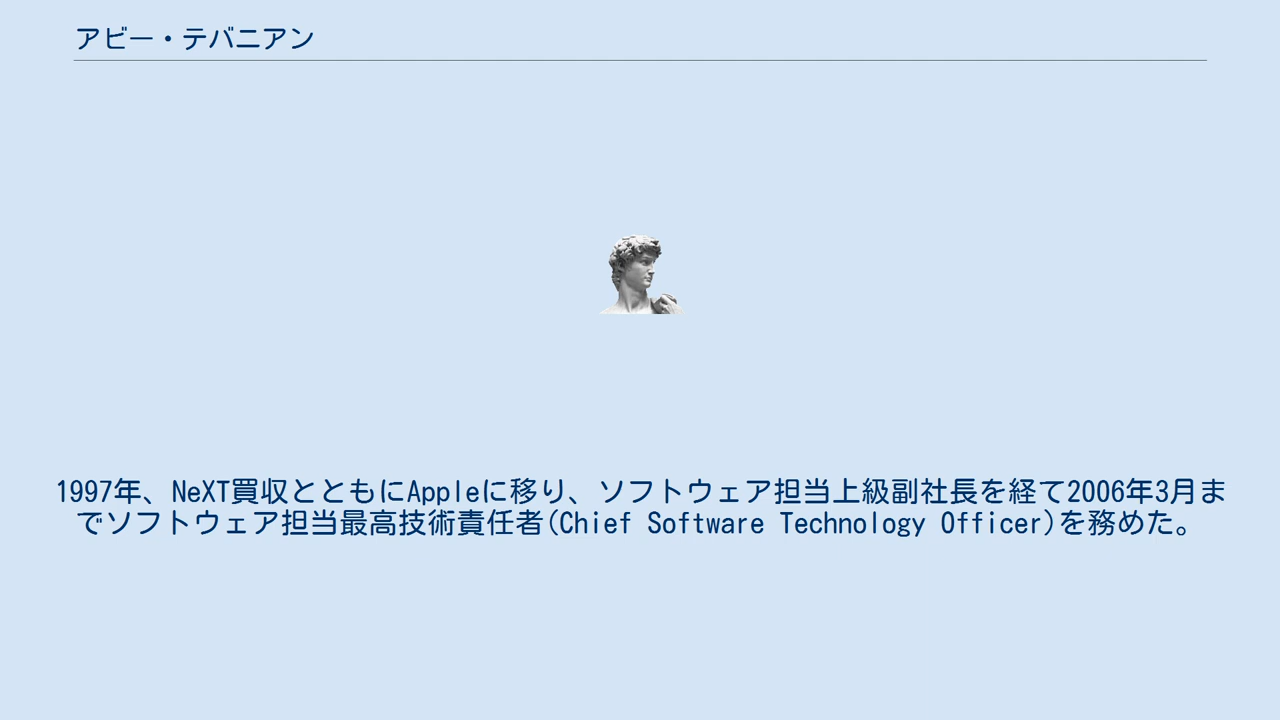 アビー・テバニアン
1997年、NeXT買収とともにAppleに移り、ソフトウェア担当上級副社長を経て2006年3月ま
でソフトウェア担当最高技術責任者(Chief Software Technology Officer)を務めた。